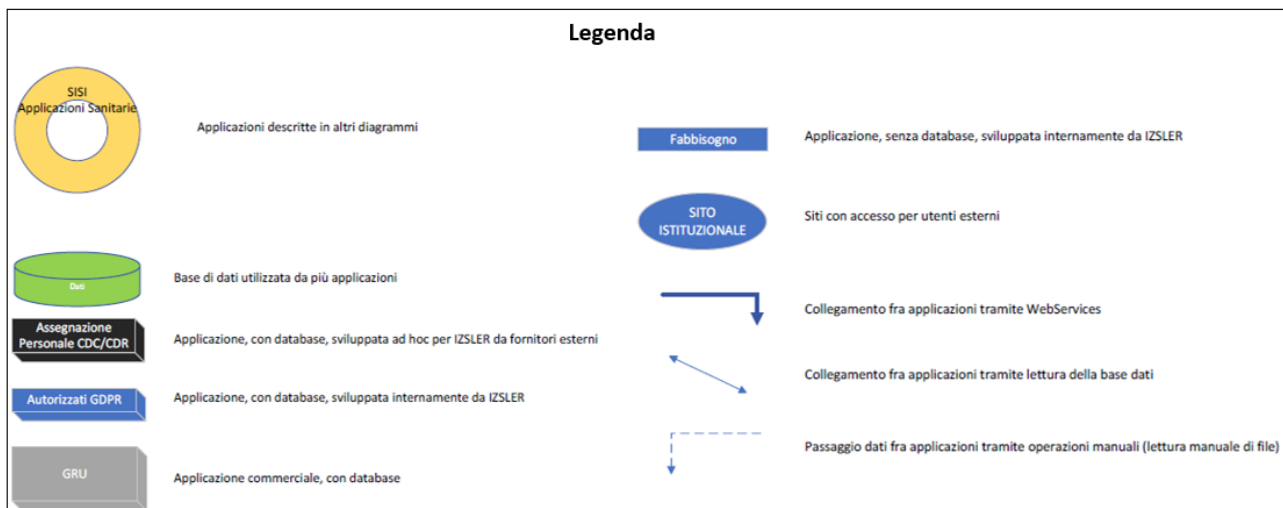 Legenda
SISI
Applicazioni Sanitarie
Applicazioni descritte in altri diagrammi
Dati
Base di dati utilizzata da più applicazioni
Assegnazione
Personale CDC/CDR
Applicazione, con database, sviluppata ad hoc per IZSLER da fornitori esterni
Autorizzati GDPR
Applicazione, con database, sviluppata internamente da IZSLER
GRU
Applicazione commerciale, con database
Fabbisogno
Applicazione, senza database, sviluppata internamente da IZSLER
SITO
ISTITUZIONALE
Siti con accesso per utenti esterni
Collegamento fra applicazioni tramite WebServices
Collegamento fra applicazioni tramite lettura della base dati
Passaggio dati fra applicazioni tramite operazioni manuali (lettura manuale di file)